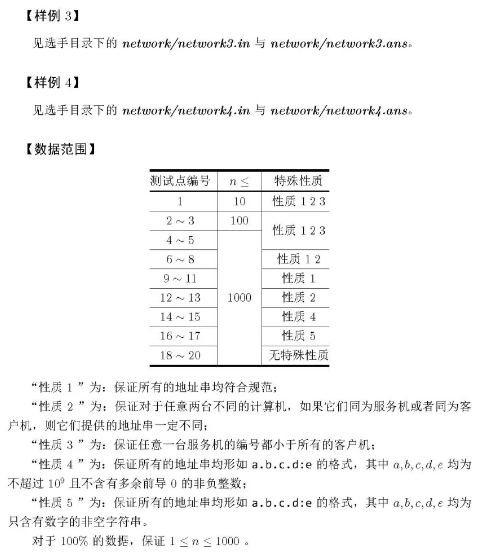 【样例 3】
见选手目录下的 network/network3.in 与 network/network3.ans。
【样例 4】
见选手目录下的 network/network4.in 与 network/network4.ans。
【数据范围】
测试点编号 n ≤ 特殊性质
1 10 性质 1 2 3
2 ~ 3 100 性质 1 2 3
4 ~ 5
6 ~ 8 性质 1 2
9 ~ 11 性质 1
12 ~ 13 1000 性质 2
14 ~ 15 性质 4
16 ~ 17 性质 5
18 ~ 20 无特殊性质
“性质 1 ”为：保证所有的地址串均符合规范；
“性质 2 ”为：保证对于任意两台不同的计算机，如果它们同为服务机或者同为客
户机，则它们提供的地址串一定不同；
“性质 3 ”为：保证任意一台服务机的编号都小于所有的客户机；
“性质 4 ”为：保证所有的地址串均形如 a.b.c.d:e 的格式，其中 a,b,c,d,e 均为
不超过 10⁹ 且不含有多余前导 0 的非负整数；
“性质 5 ”为：保证所有的地址串均形如 a.b.c.d:e 的格式，其中 a,b,c,d,e 均为
只含有数字的非空字符串。
对于 100% 的数据，保证 1 ≤ n ≤ 1000 。